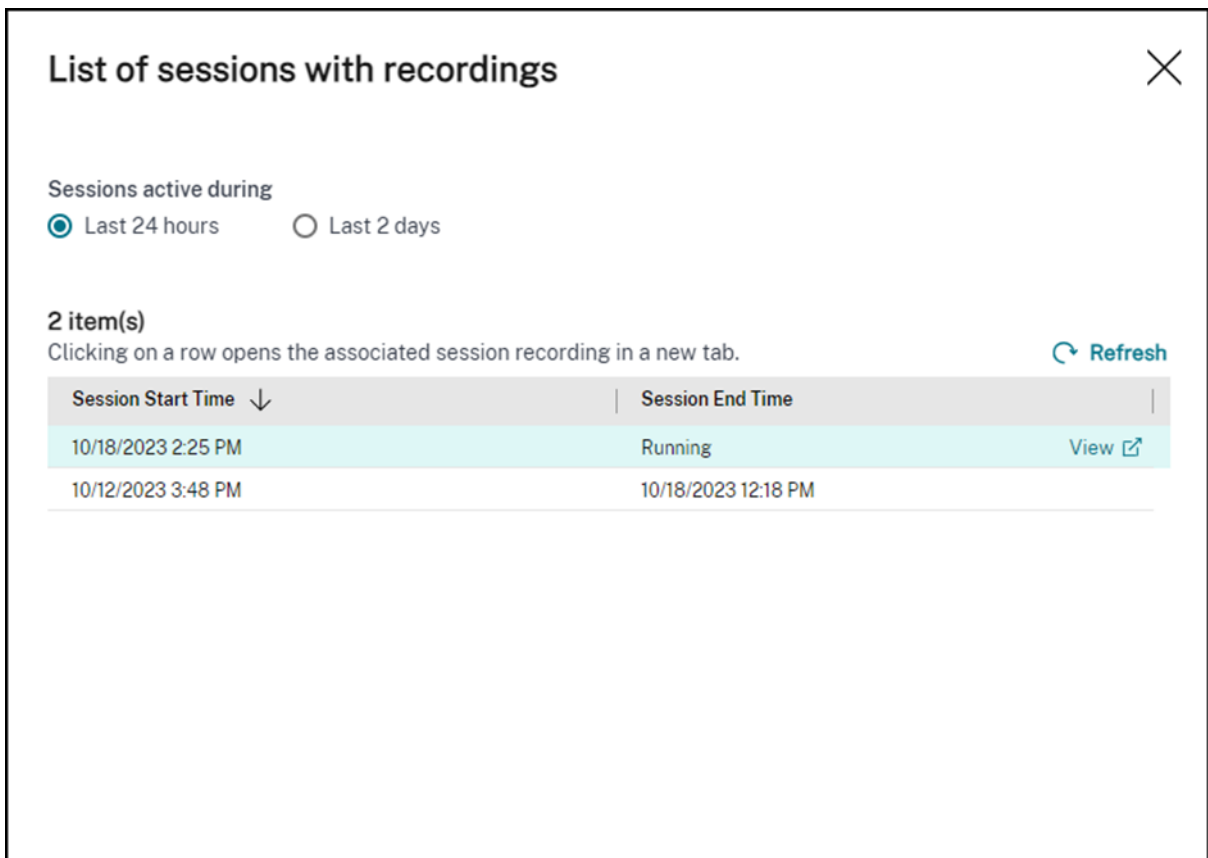 List of sessions with recordings
Sessions active during
Last 24 hours Last 2 days
2 item(s)
Clicking on a row opens the associated session recording in a new tab. Refresh
Session Start Time Session End Time
10/18/2023 2:25 PM Running View
10/12/2023 3:48 PM 10/18/2023 12:18 PM